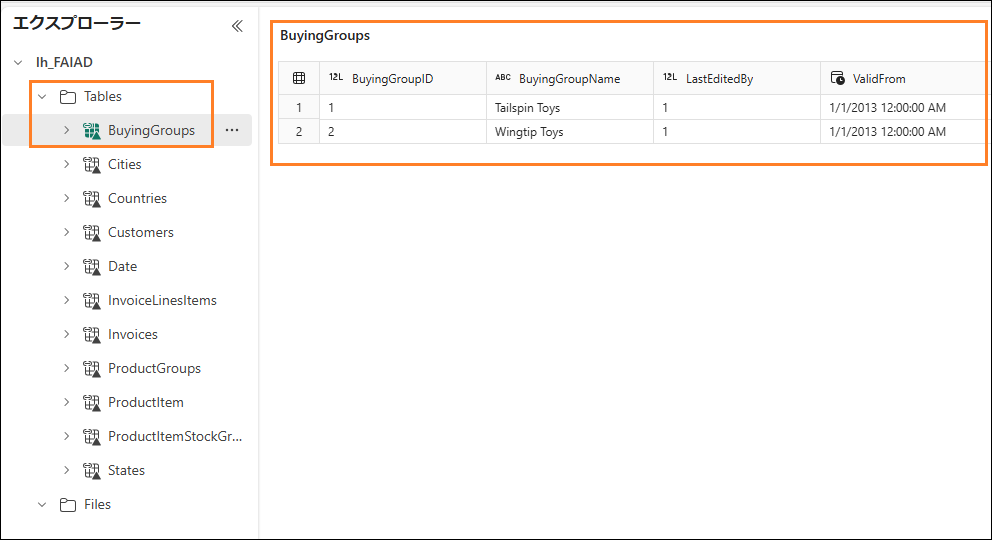 エクスプローラー
lh_FAIAD
Tables
BuyingGroups ...
Cities
Countries
Customers
Date
InvoiceLinesItems
Invoices
ProductGroups
ProductItem
ProductItemStockGr...
States
Files
BuyingGroups
12L BuyingGroupID ABC BuyingGroupName 12L LastEditedBy ValidFrom
1 1 Tailspin Toys 1 1/1/2013 12:00:00 AM
2 2 Wingtip Toys 1 1/1/2013 12:00:00 AM